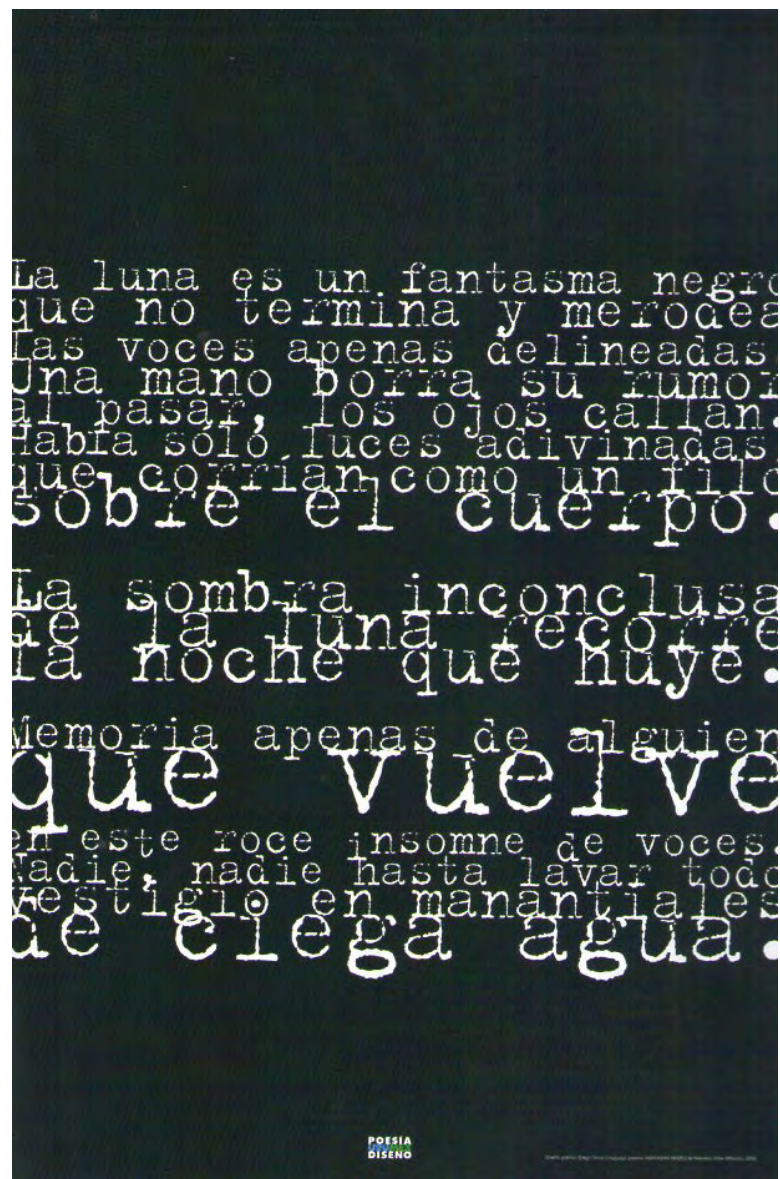 La luna es un fantasma negro
que no termina y merodea
Las voces apenas delineadas.
Una mano borra su rumor
al pasar, los ojos callan.
Había sólo luces adivinadas,
que corrían como un filo
sobre el cuerpo.
La sombra inconclusa
de la luna recorre
la noche que huye.
Memoria apenas de alguien
que vuelve
en este roce insomne de voces.
Nadie, nadie hasta lavar todo
vestigio en manantiales
de ciega agua.
POESIA
DISEÑO